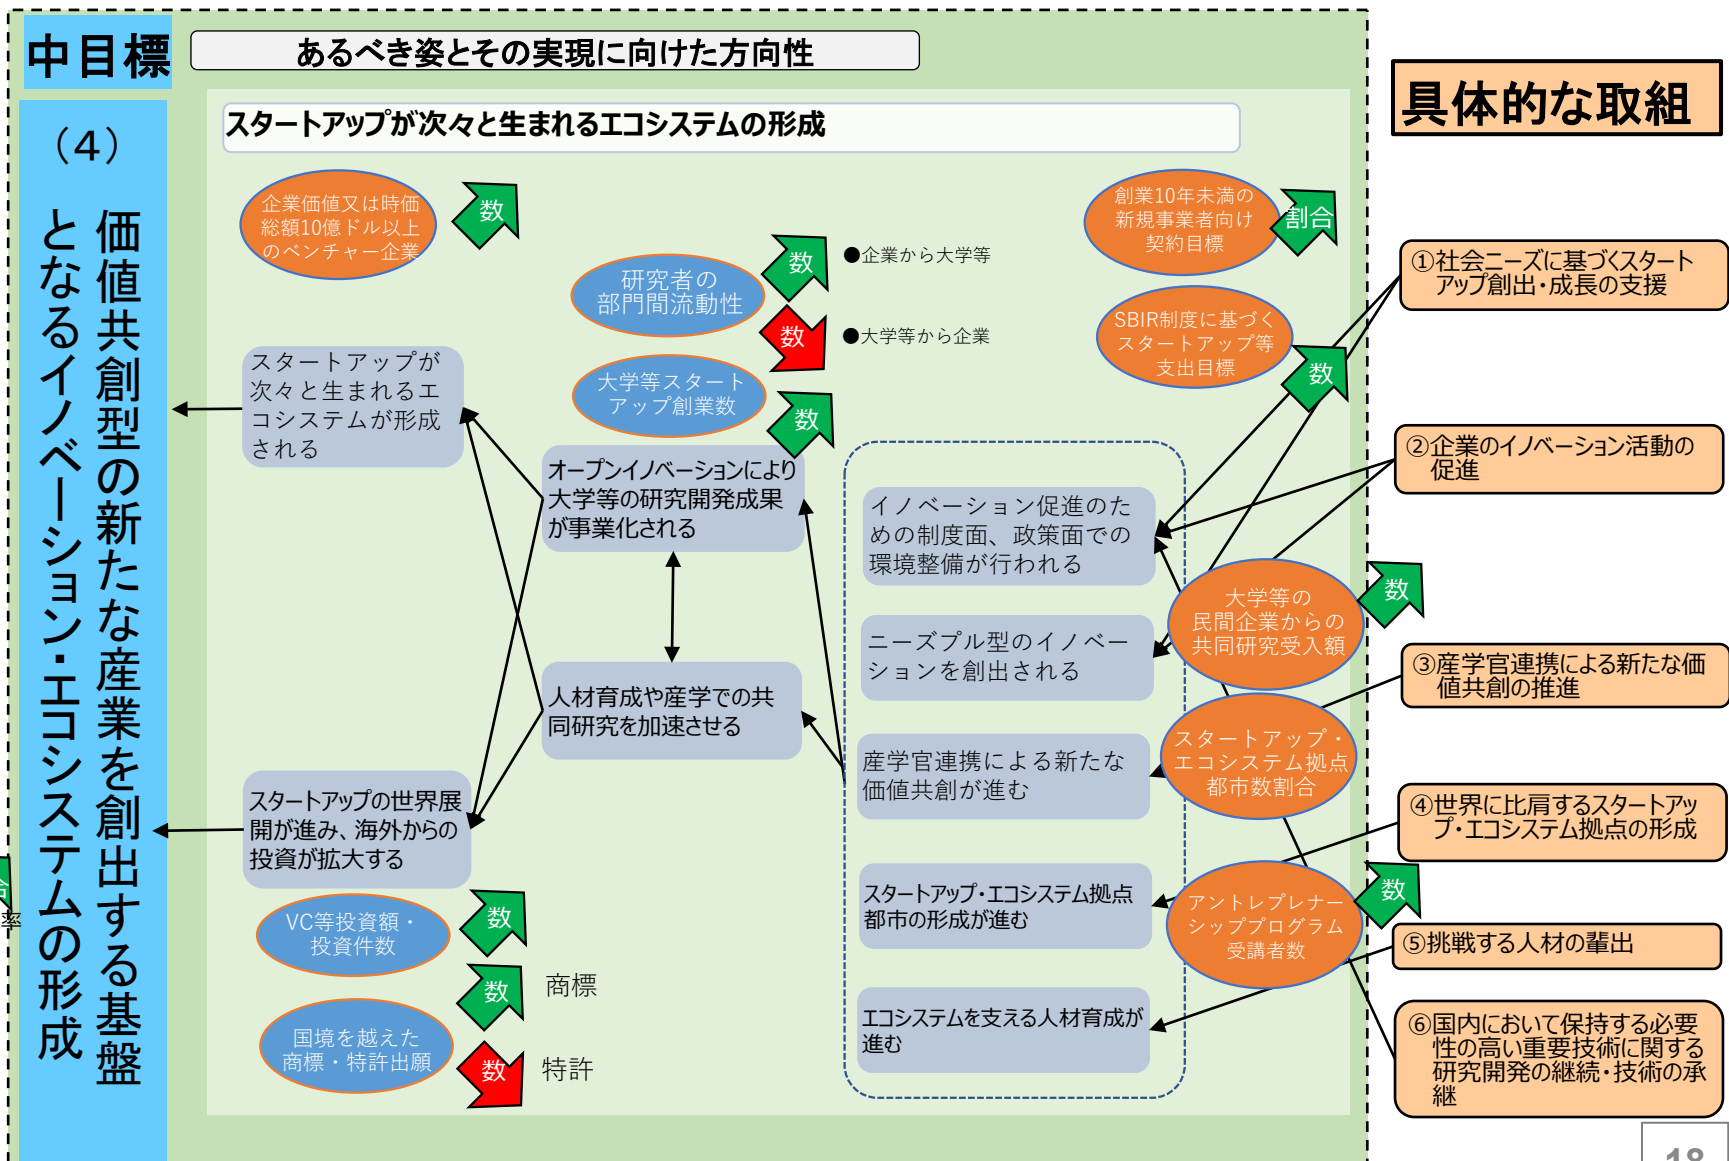 中目標
あるべき姿とその実現に向けた方向性
具体的な取組
（4）
価値共創型の新たな産業を創出する基盤
となるイノベーション・エコシステムの形成
スタートアップが次々と生まれるエコシステムの形成
企業価値又は時価
総額10億ドル以上
のベンチャー企業
数
研究者の
部門間流動性
数
●企業から大学等
数
●大学等から企業
大学等スタート
アップ創業数
数
創業10年未満の
新規事業者向け
契約目標
割合
SBIR制度に基づく
スタートアップ等
支出目標
数
スタートアップが
次々と生まれるエ
コシステムが形成
される
オープンイノベーションにより
大学等の研究開発成果
が事業化される
人材育成や産学での共
同研究を加速させる
スタートアップの世界展
開が進み、海外からの
投資が拡大する
VC等投資額・
投資件数
数
国境を越えた
商標・特許出願
数
商標
数
特許
イノベーション促進のた
めの制度面、政策面での
環境整備が行われる
ニーズプル型のイノベー
ションを創出される
産学官連携による新たな
価値共創が進む
スタートアップ・エコシステム拠点
都市の形成が進む
エコシステムを支える人材育成が
進む
大学等の
民間企業からの
共同研究受入額
数
スタートアップ・
エコシステム拠点
都市数割合
アントレプレナー
シッププログラム
受講者数
数
①社会ニーズに基づくスタート
アップ創出・成長の支援
②企業のイノベーション活動の
促進
③産学官連携による新たな価
値共創の推進
④世界に比肩するスタートアッ
プ・エコシステム拠点の形成
⑤挑戦する人材の輩出
⑥国内において保持する必要
性の高い重要技術に関する
研究開発の継続・技術の承
継
合
率
18